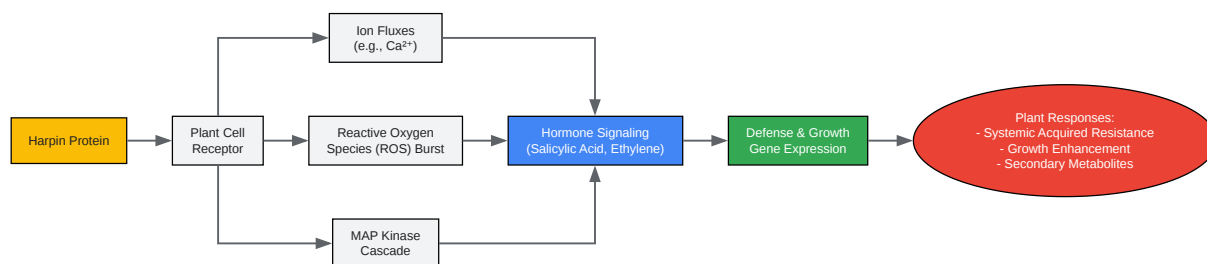 Harpin Protein
Plant Cell
Receptor
Ion Fluxes
(e.g., Ca²⁺)
Reactive Oxygen
Species (ROS) Burst
MAP Kinase
Cascade
Hormone Signaling
(Salicylic Acid, Ethylene)
Defense & Growth
Gene Expression
Plant Responses:
- Systemic Acquired Resistance
- Growth Enhancement
- Secondary Metabolites